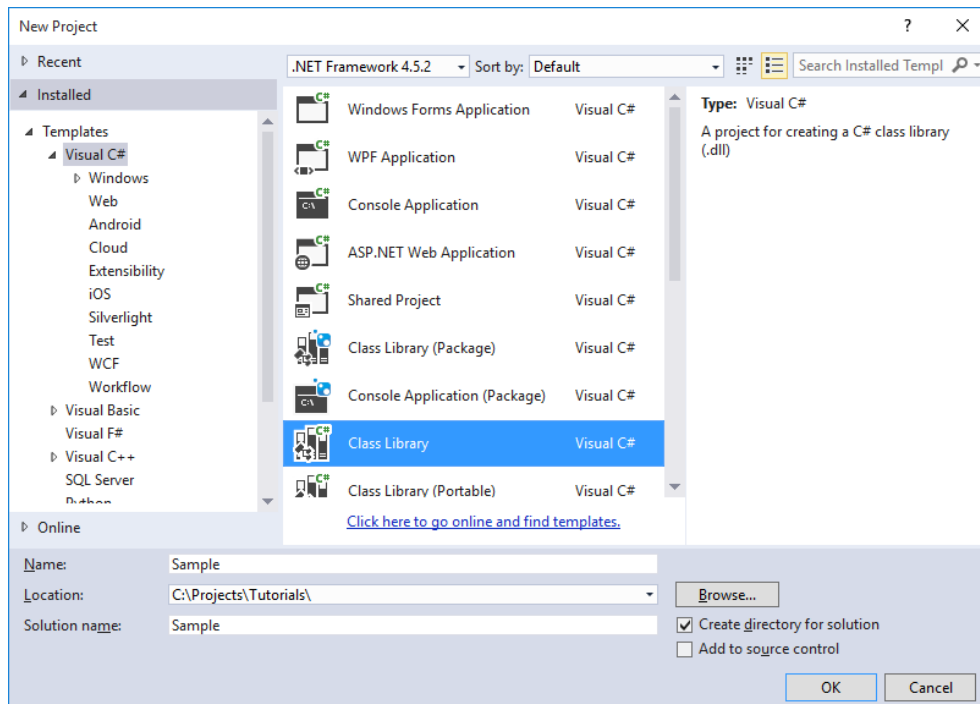 New Project
?
Recent
.NET Framework 4.5.2 Sort by: Default
Search Installed Templ
Installed
Templates
Visual C#
Windows
Web
Android
Cloud
Extensibility
iOS
Silverlight
Test
WCF
Workflow
Visual Basic
Visual F#
Visual C++
SQL Server
Python
Online
Windows Forms Application Visual C#
WPF Application Visual C#
Console Application Visual C#
ASP.NET Web Application Visual C#
Shared Project Visual C#
Class Library (Package) Visual C#
Console Application (Package) Visual C#
Class Library Visual C#
Class Library (Portable) Visual C#
Click here to go online and find templates.
Type: Visual C#
A project for creating a C# class library
(.dll)
Name: Sample
Location: C:\Projects\Tutorials\ Browse...
Solution name: Sample
Create directory for solution
Add to source control
OK Cancel